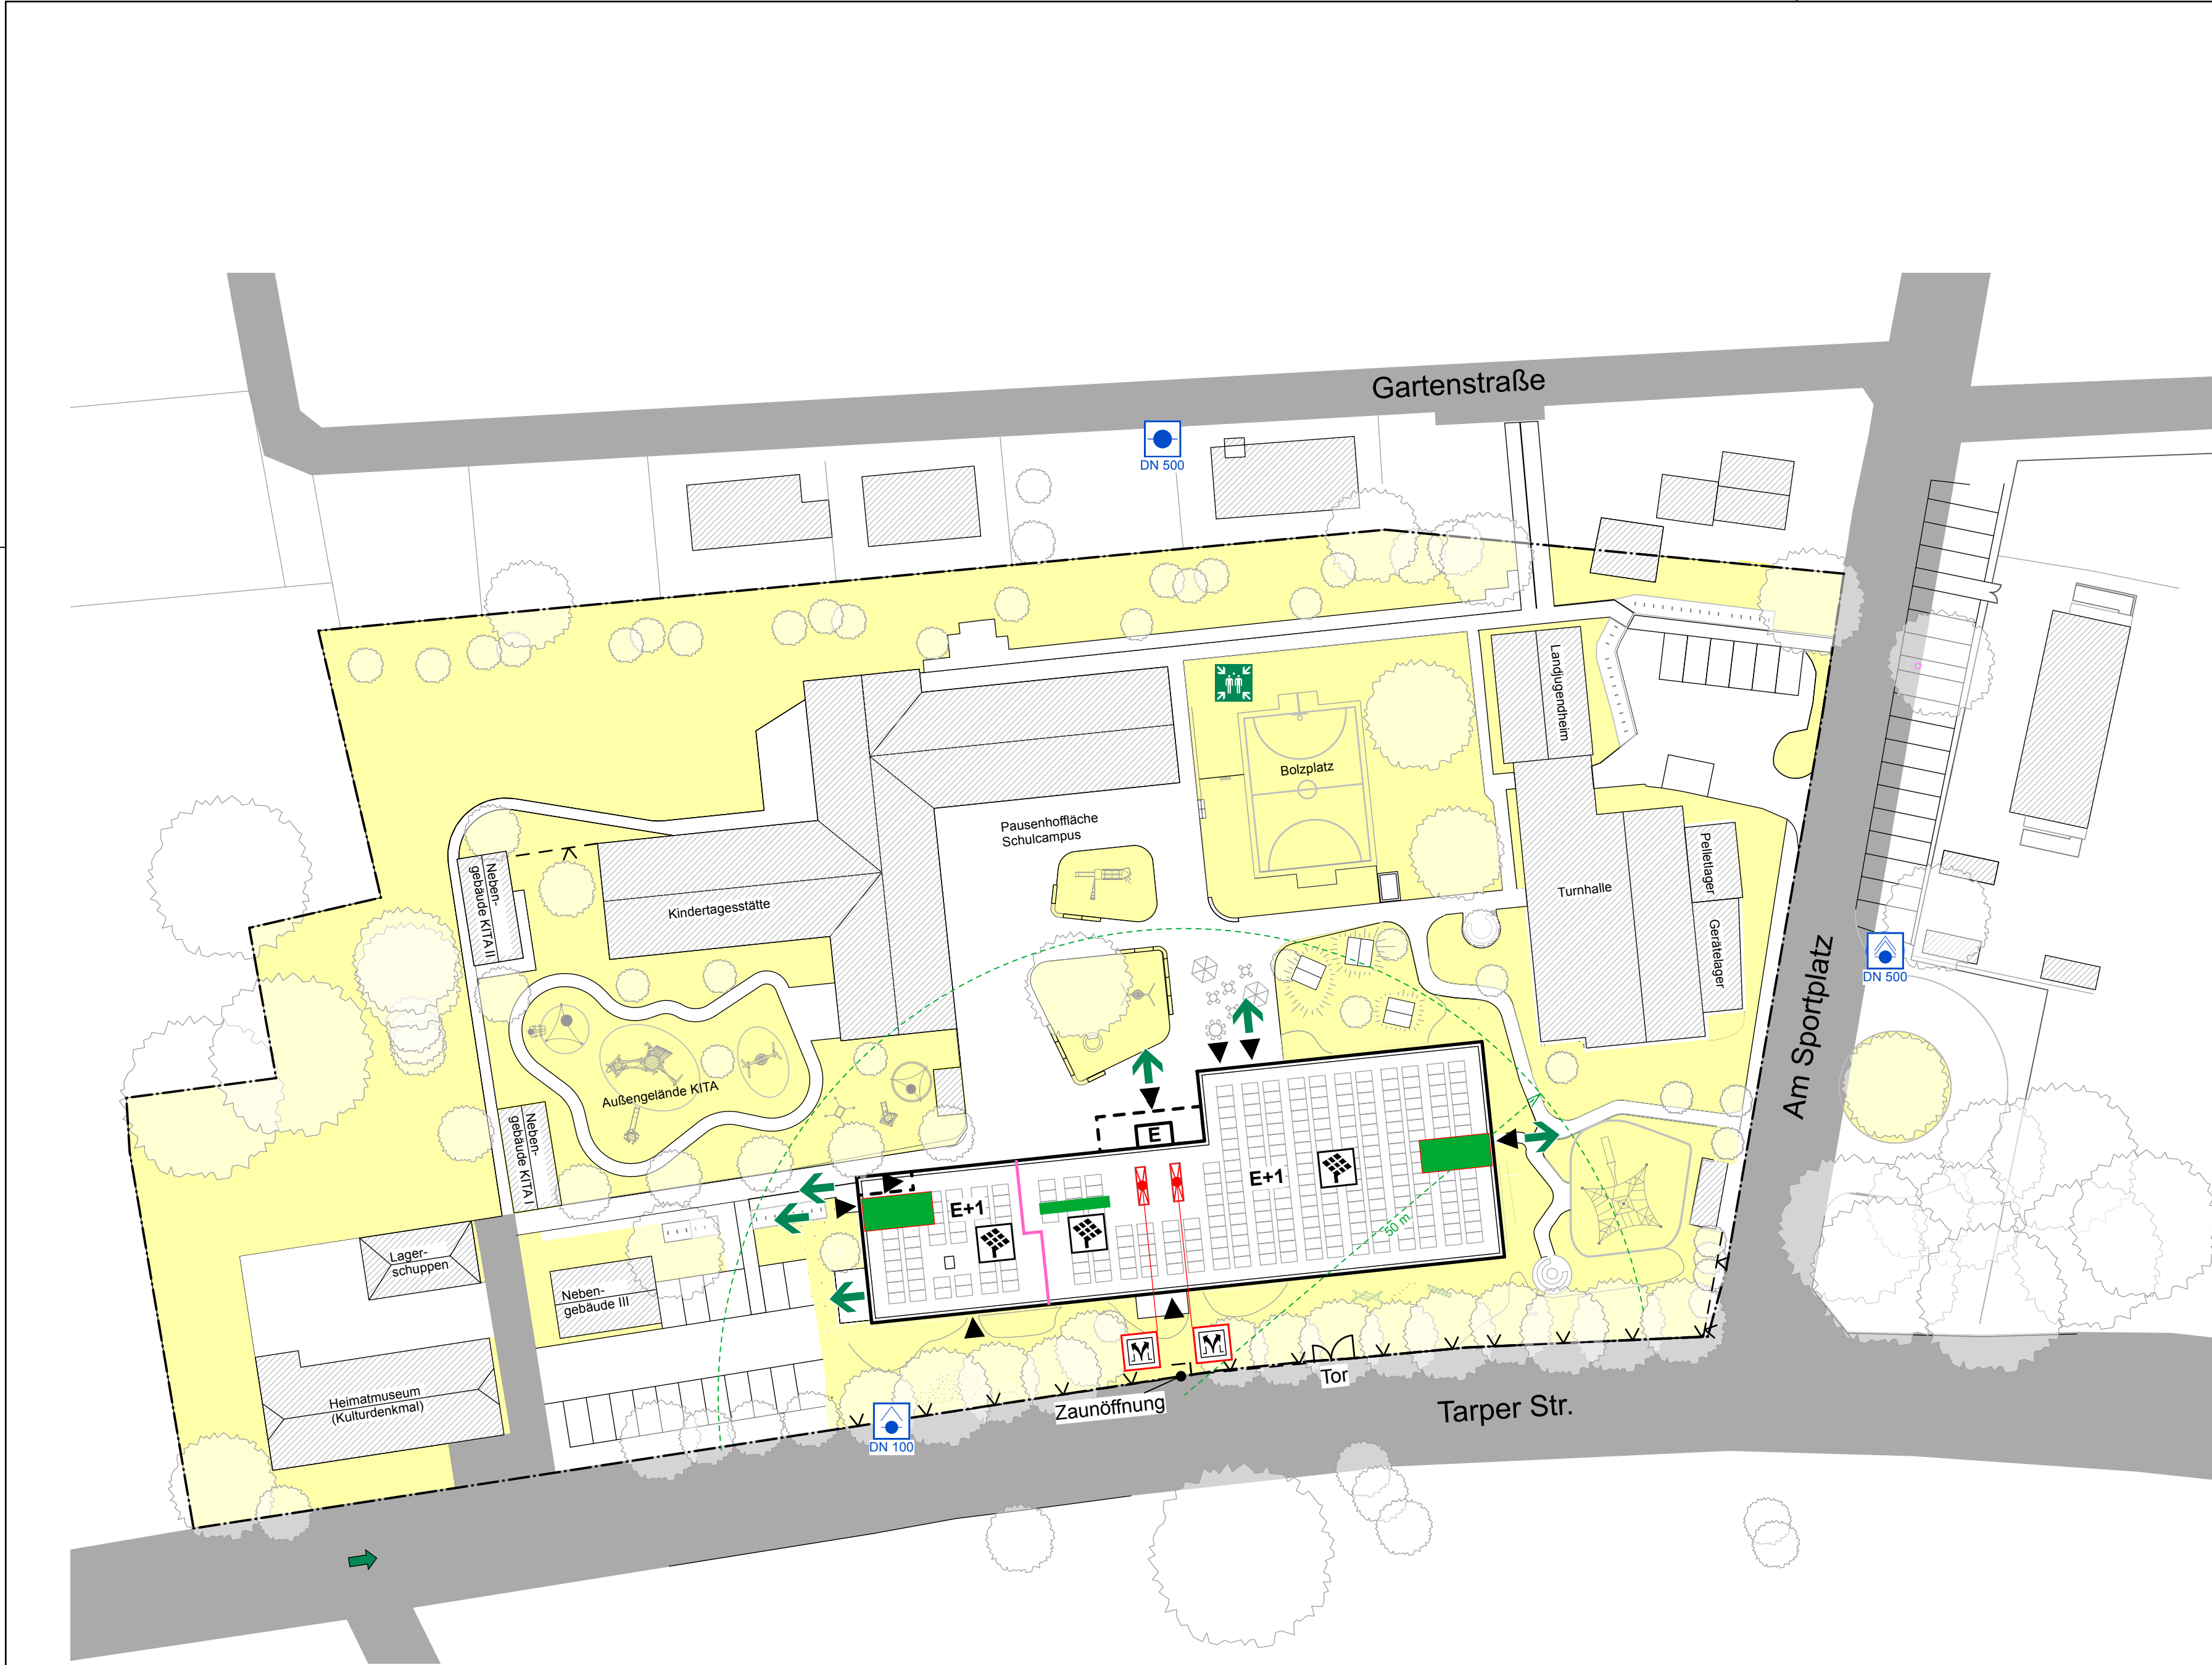 Gartenstraße
DN 500
Landjugendheim
Bolzplatz
Pausenhoffläche
Schulcampus
Neben-
gebäude KITA II
Kindertagesstätte
Turnhalle
Pelletlager
Gerätelager
Am Sportplatz
DN 500
Außengelände KITA
Neben-
gebäude KITA I
E
E+1
E+1
50 m
Lager-
schuppen
Neben-
gebäude III
Heimatmuseum
(Kulturdenkmal)
Zaunöffnung
Tor
Tarper Str.
DN 100